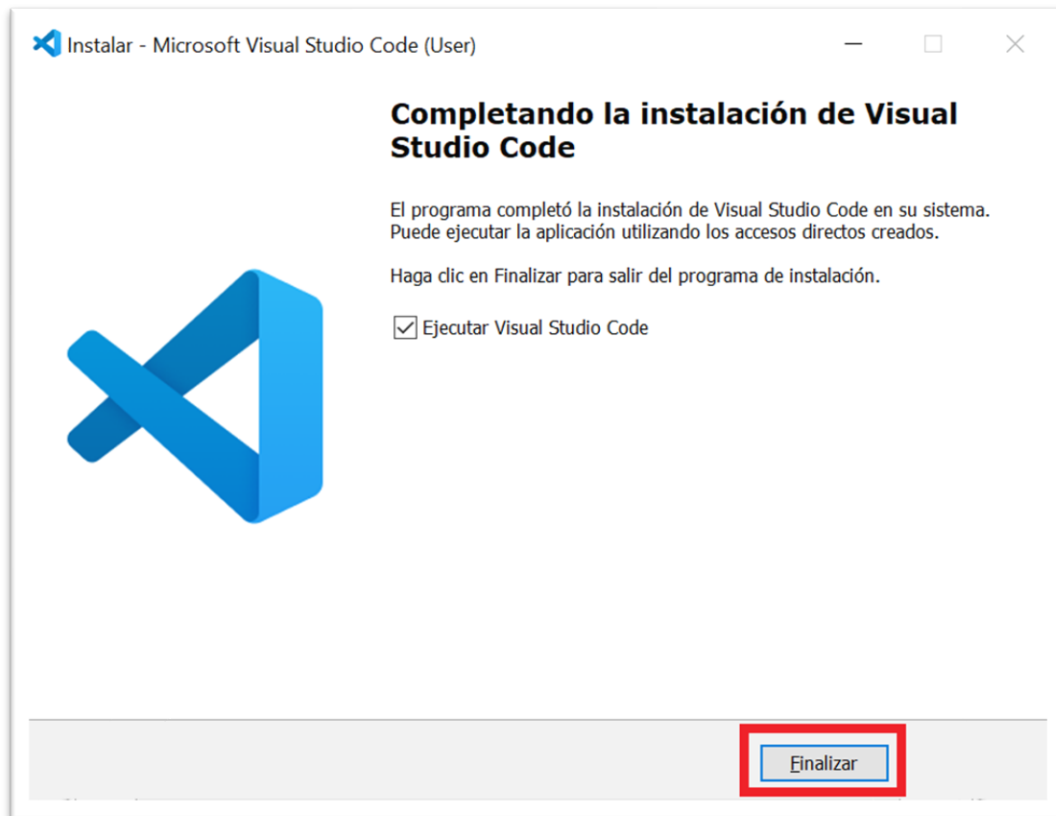 Instalar - Microsoft Visual Studio Code (User)
Completando la instalación de Visual
Studio Code
El programa completó la instalación de Visual Studio Code en su sistema.
Puede ejecutar la aplicación utilizando los accesos directos creados.
Haga clic en Finalizar para salir del programa de instalación.
Ejecutar Visual Studio Code
Finalizar